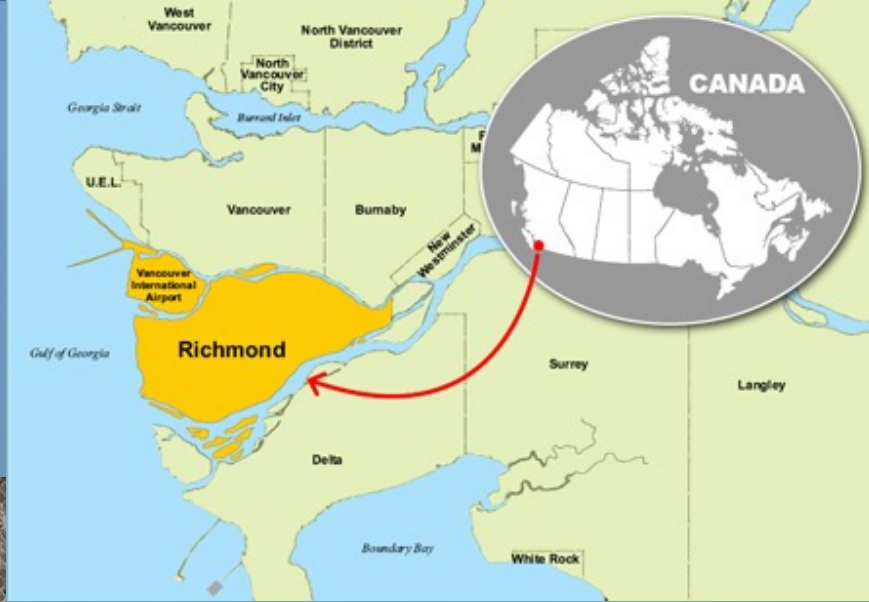 West
Vancouver
North Vancouver
District
North
Vancouver
City
CANADA
Georgia Strait
Burrard Inlet
U.E.L.
Vancouver
Burnaby
New
Westminster
Vancouver
International
Airport
Richmond
Gulf of Georgia
Surrey
Langley
Delta
Boundary Bay
White Rock